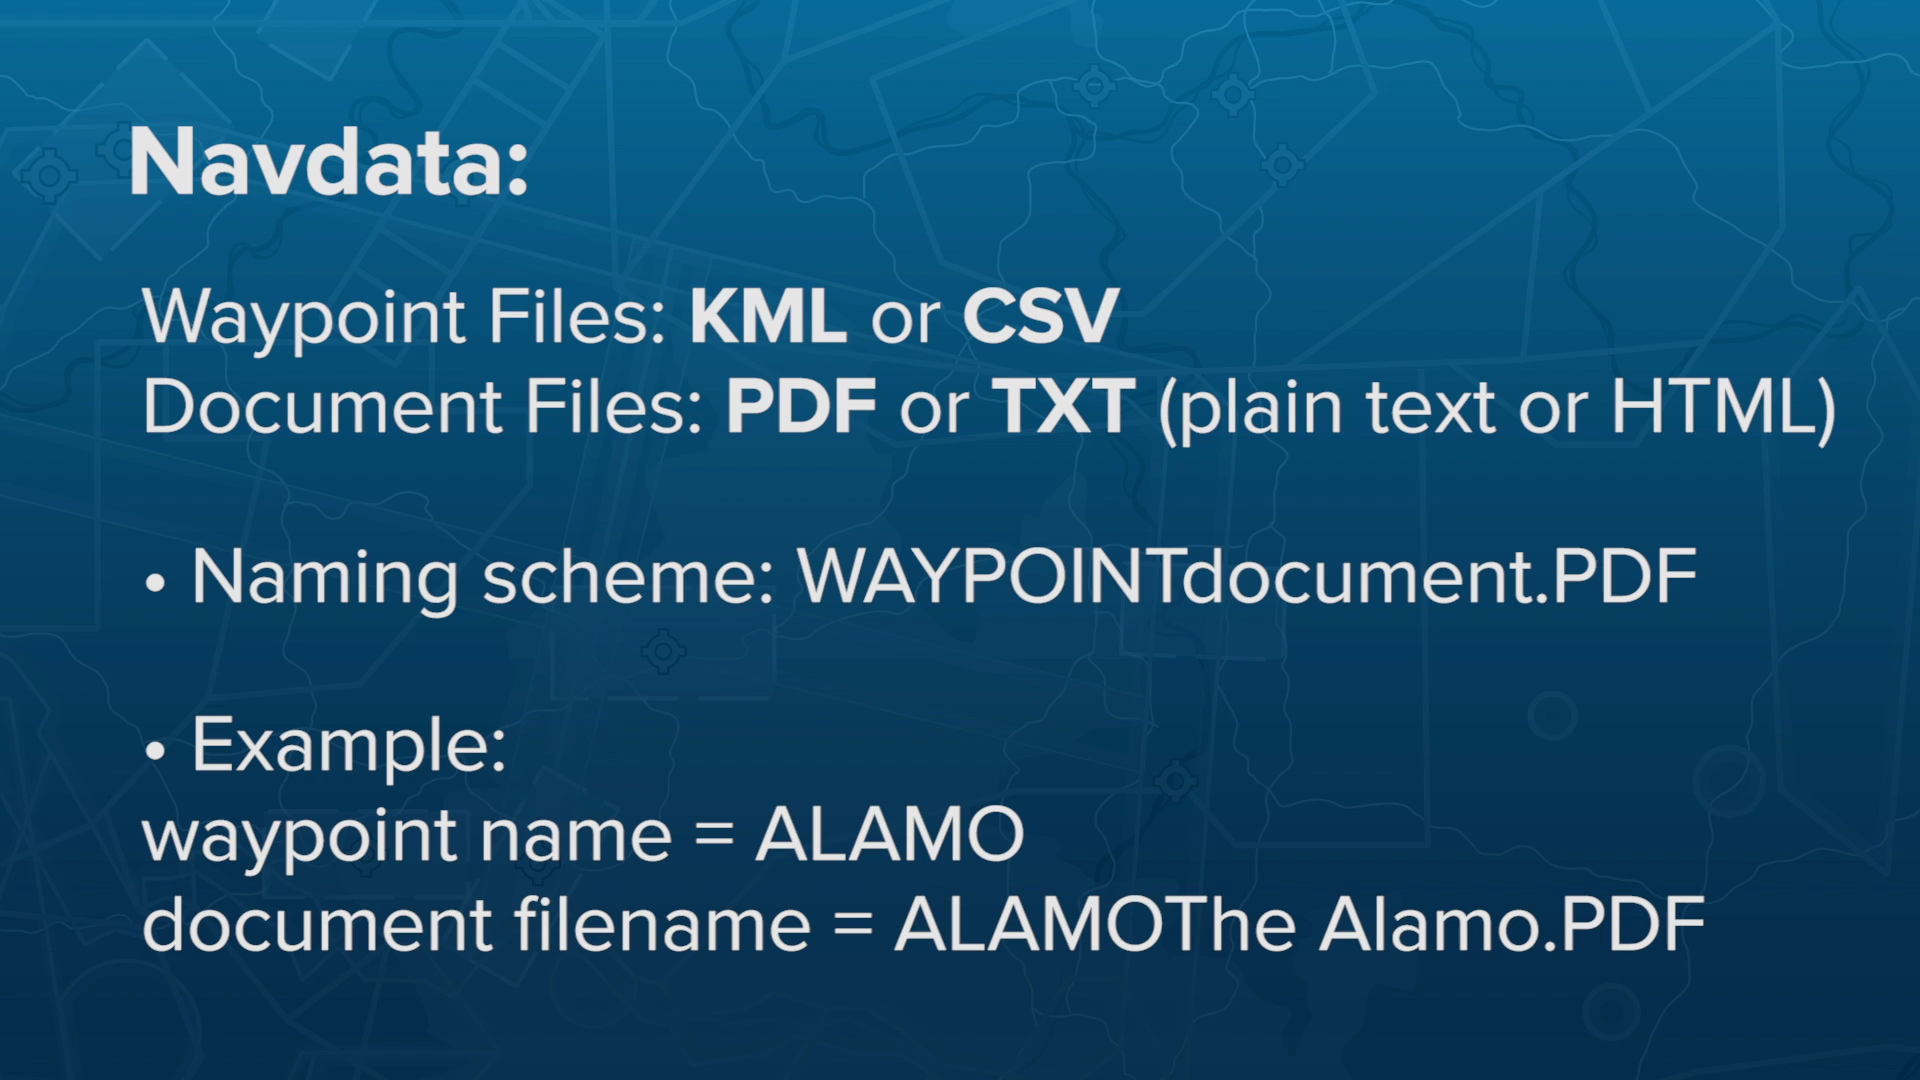 Navdata:
Waypoint Files: KML or CSV
Document Files: PDF or TXT (plain text or HTML)
• Naming scheme: WAYPOINTdocument.PDF
• Example:
waypoint name = ALAMO
document filename = ALAMOThe Alamo.PDF